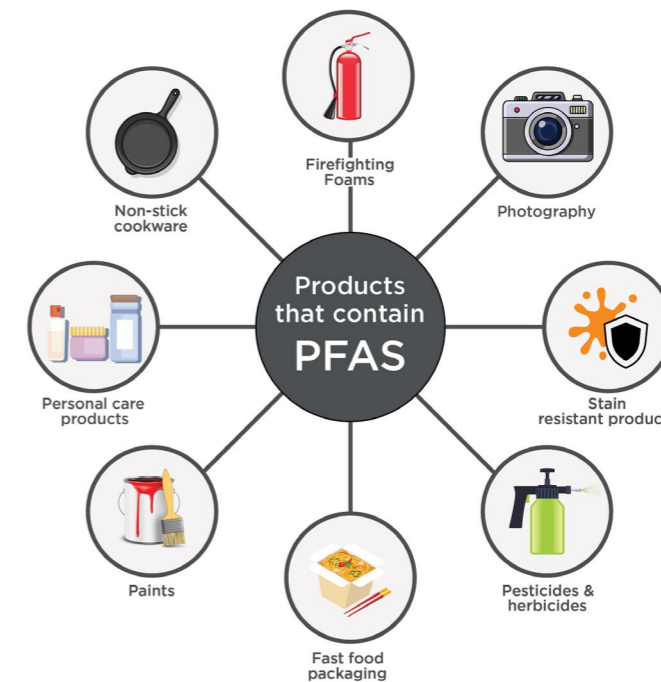 Products
that contain
PFAS
Firefighting
Foams
Photography
Stain
resistant produc
Pesticides &
herbicides
Fast food
packaging
Paints
Personal care
products
Non-stick
cookware